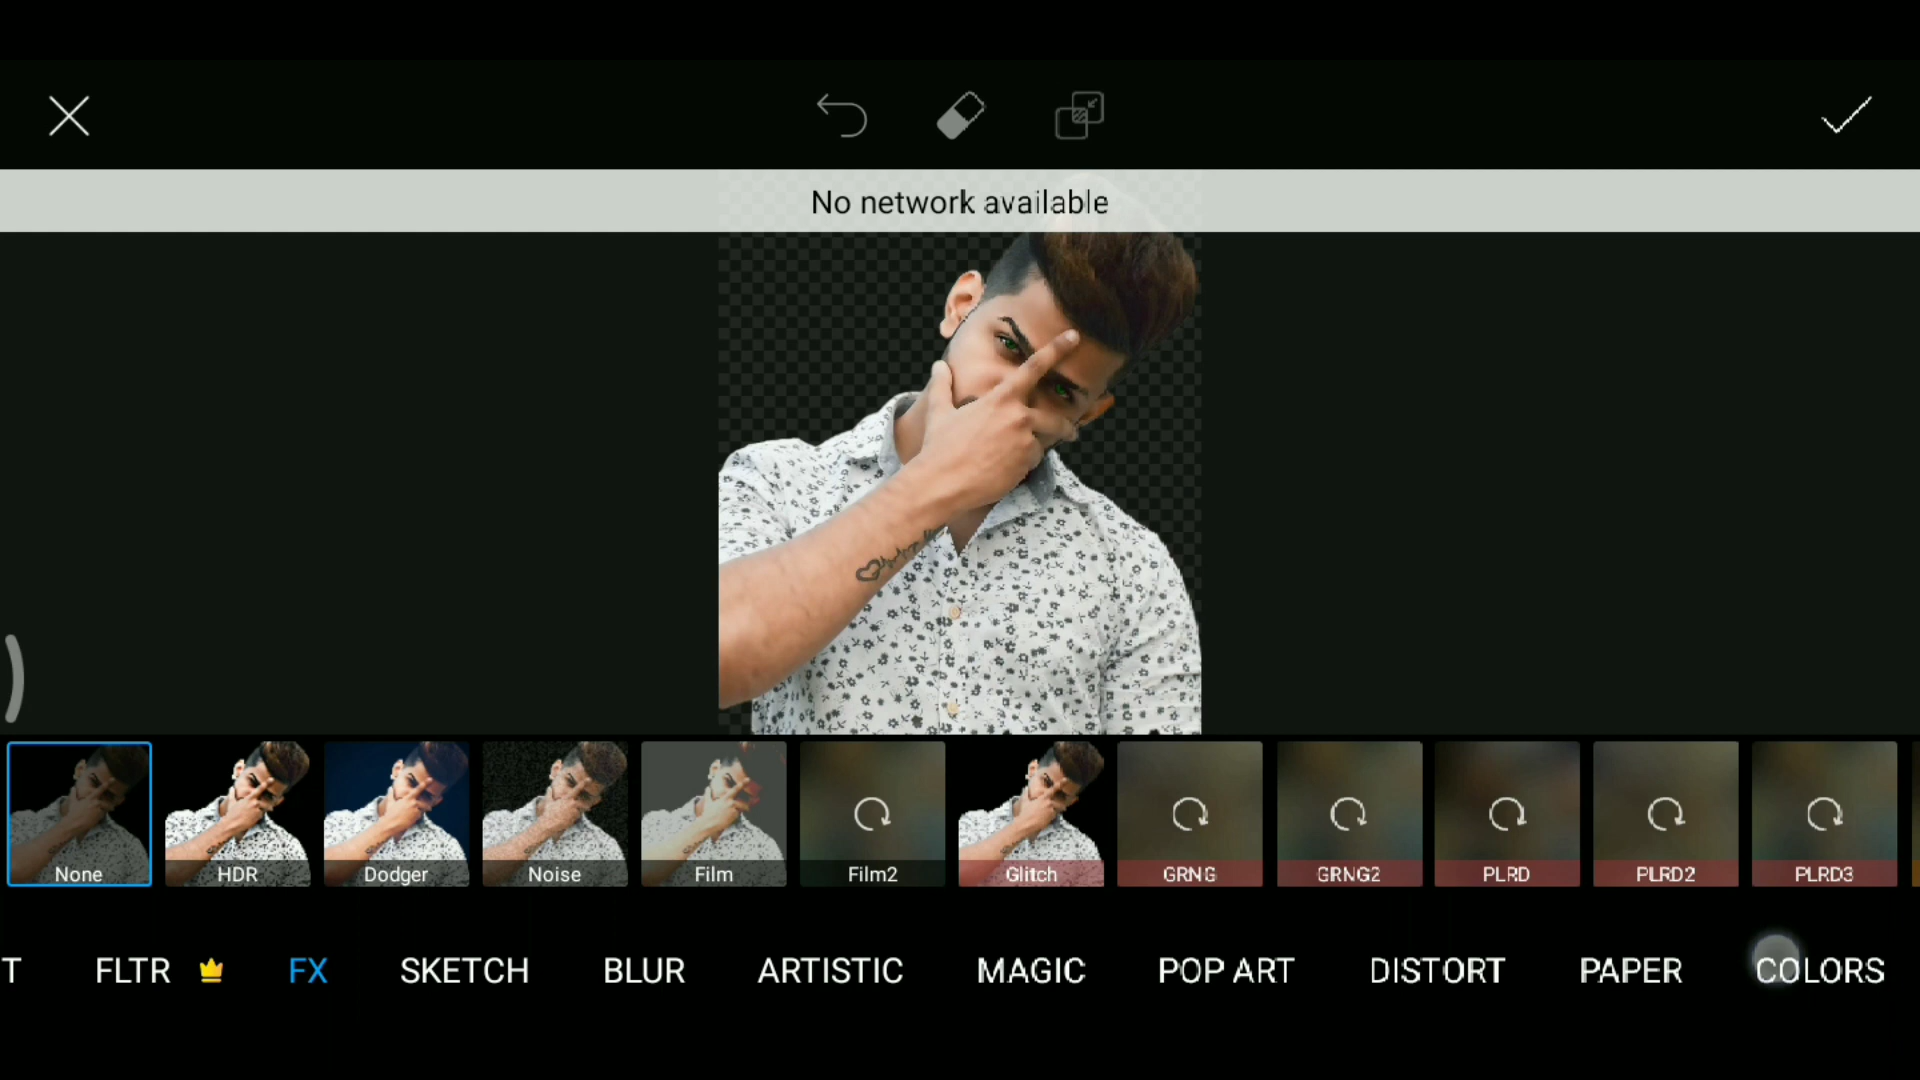 No network available
None HDR Dodger Noise Film Film2 Glitch GRNG GRNG2 PLRD PLRD2 PLRD3
T FLTR FX SKETCH BLUR ARTISTIC MAGIC POP ART DISTORT PAPER COLORS